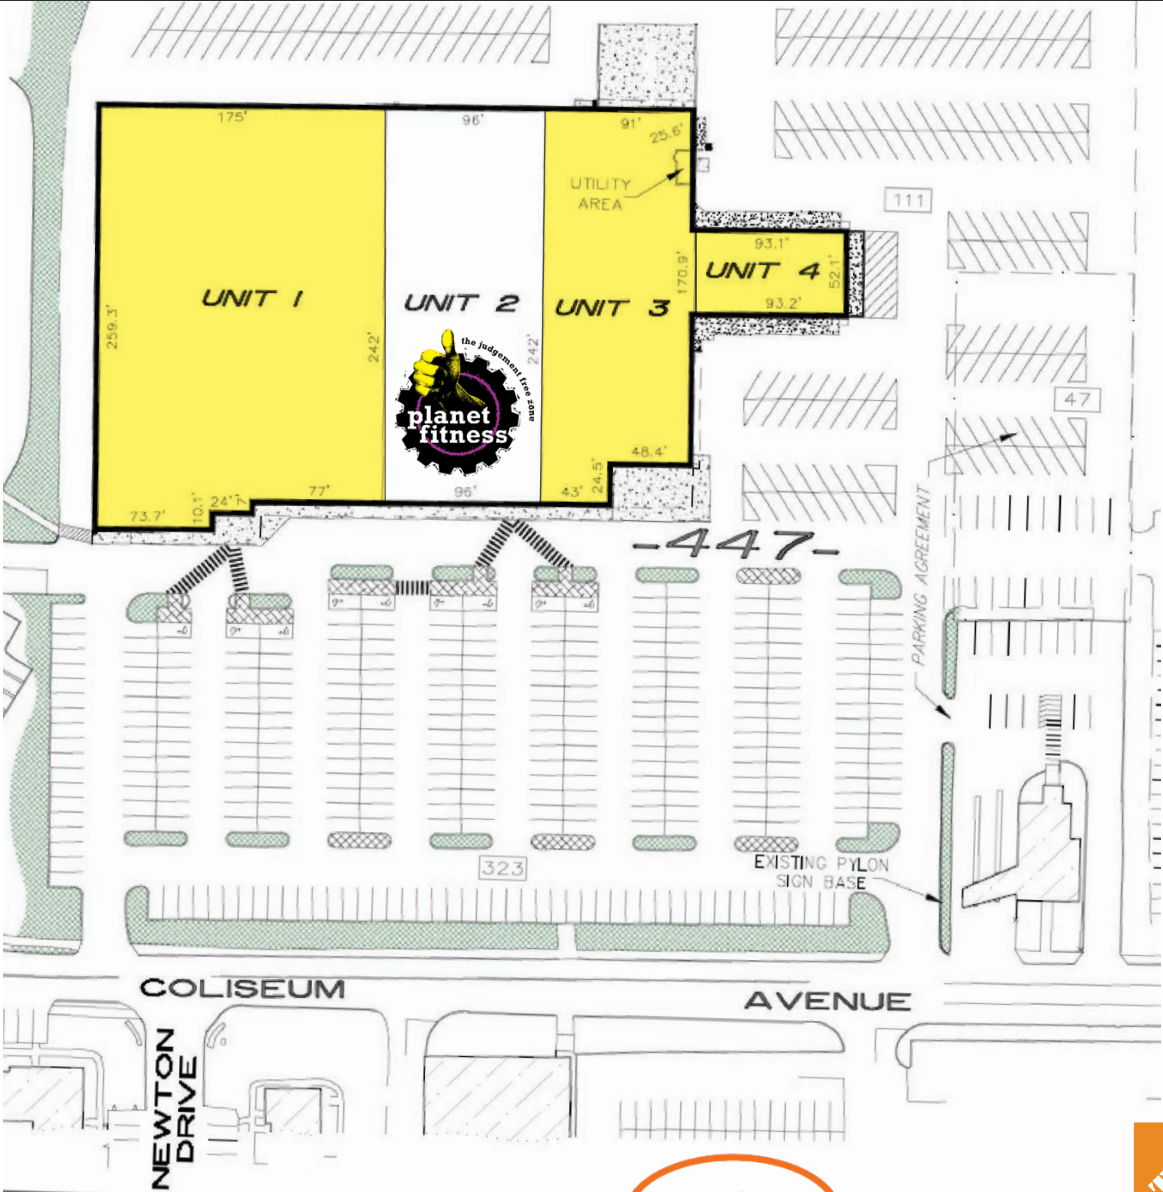 175'
96'
91'
25.6'
UTILITY
AREA
111
93.1'
UNIT 4
52.1'
93.2'
170.9'
UNIT 1
UNIT 2
UNIT 3
259.3'
242'
242'
the judgement free zone
planet
fitness
47
48.4'
24.5'
43'
96'
77'
7'
24'
10.1'
73.7'
-447-
PARKING AGREEMENT
323
EXISTING PYLON
SIGN BASE
COLISEUM
AVENUE
NEWTON
DRIVE